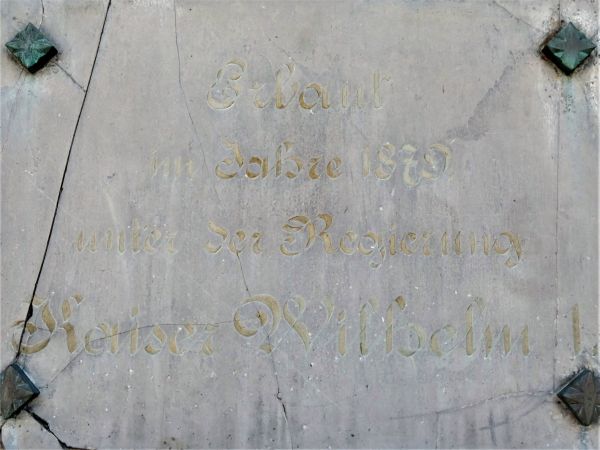 Erbaut
im Jahre 1879.
unter der Regierung
Kaiser Wilhelm I.